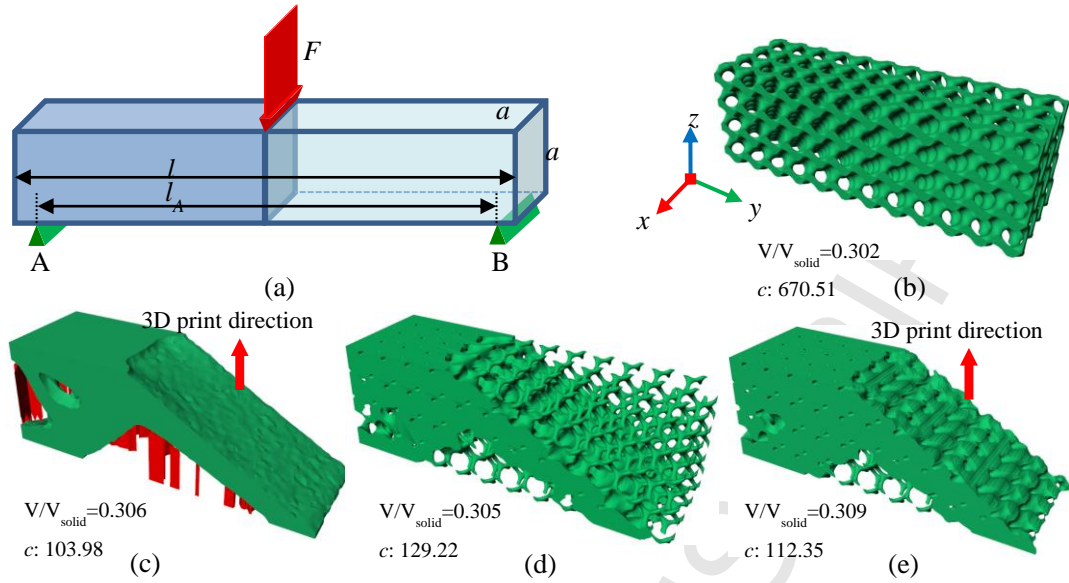 F
a
a
l
l_A
A
B
(a)
z
x
y
V/V_solid=0.302
c: 670.51
(b)
3D print direction
V/V_solid=0.306
c: 103.98
(c)
V/V_solid=0.305
c: 129.22
(d)
3D print direction
V/V_solid=0.309
c: 112.35
(e)